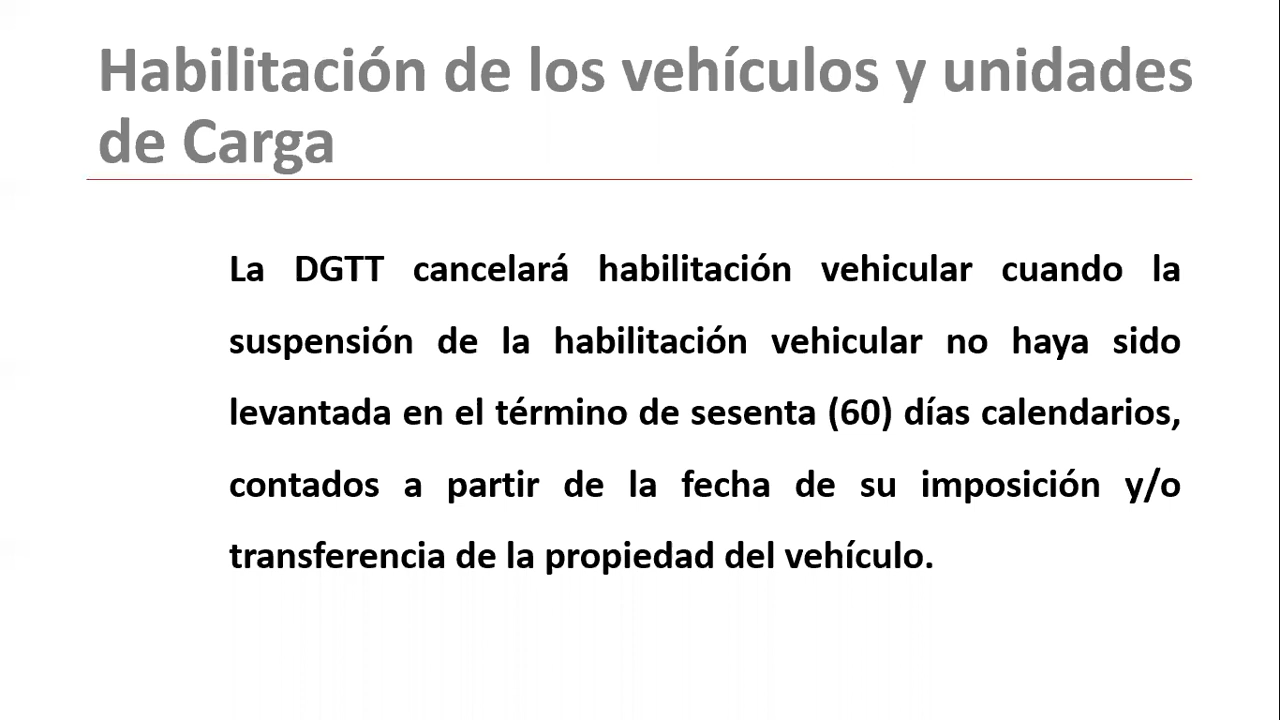 Habilitación de los vehículos y unidades
de Carga
La DGTT cancelará habilitación vehicular cuando la
suspensión de la habilitación vehicular no haya sido
levantada en el término de sesenta (60) días calendarios,
contados a partir de la fecha de su imposición y/o
transferencia de la propiedad del vehículo.